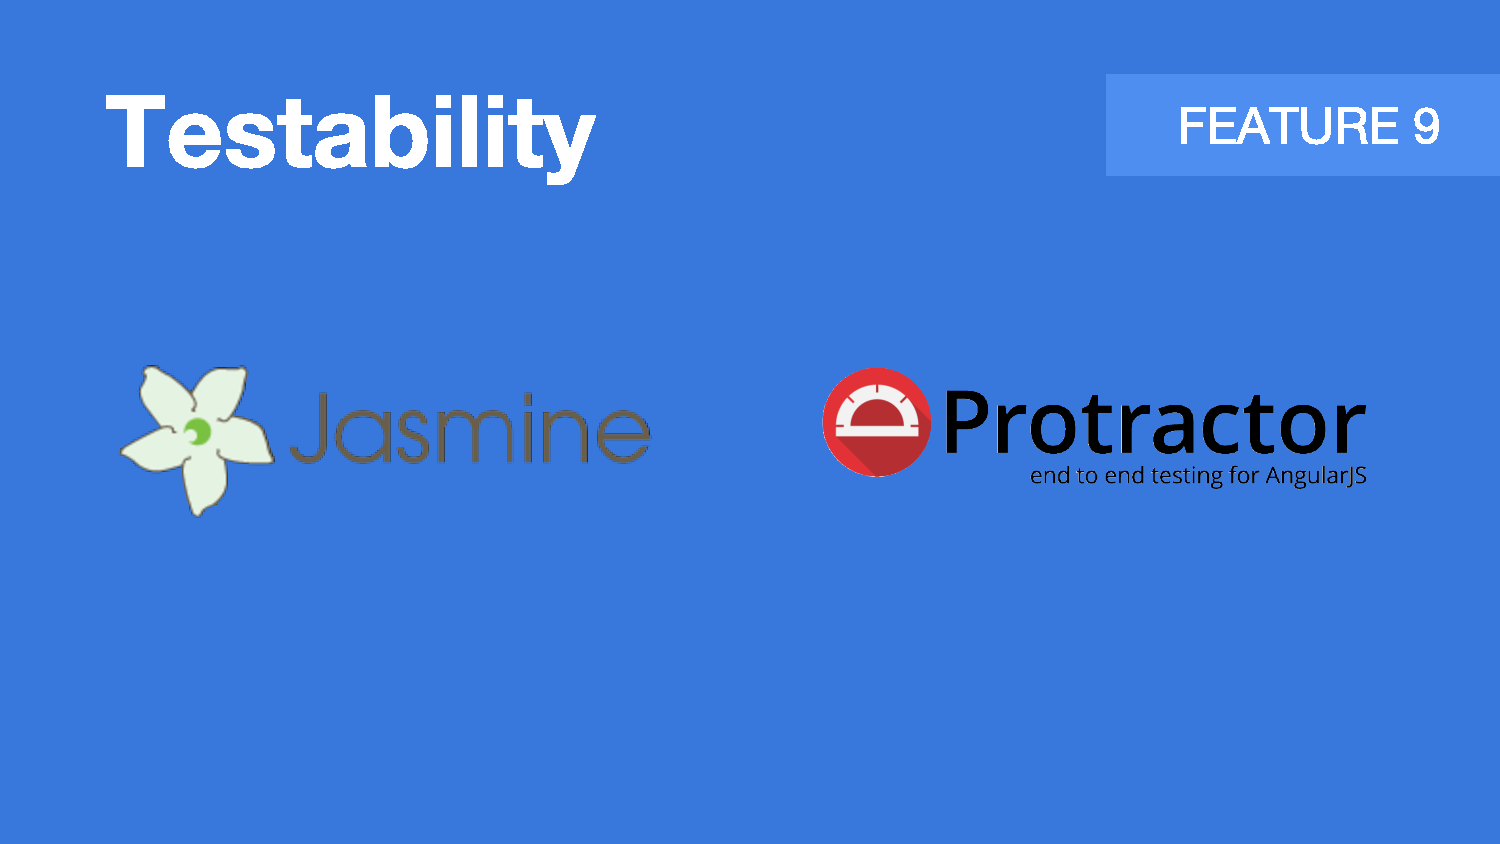 Testability
FEATURE 9
Jasmine
Protractor
end to end testing for AngularJS